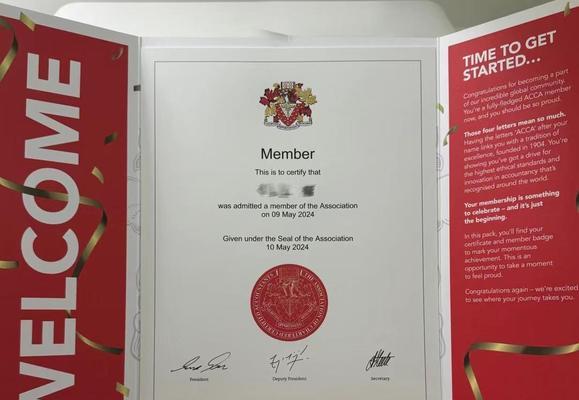 WELCOME
Member
This is to certify that
was admitted a member of the Association
on 09 May 2024
Given under the Seal of the Association
10 May 2024
THE ASSOCIATION OF CHARTERED CERTIFIED ACCOUNTANTS
President
Deputy President
Secretary
TIME TO GET
STARTED...
Congratulations for becoming a part
of our incredible global community.
You're a fully-fledged ACCA member
now, and you should be so proud.
Those four letters mean so much.
Having the letters 'ACCA' after your
name links you with a tradition of
excellence, founded in 1904. You're
showing you've got a drive for
the highest ethical standards and
innovation in accountancy that's
recognised around the world.
Your membership is something
to celebrate – and it's just
the beginning.
In this pack, you'll find your
certificate and member badge
to mark your momentous
achievement. This is an
opportunity to take a moment
to feel proud.
Congratulations again – we're excited
to see where your journey takes you.